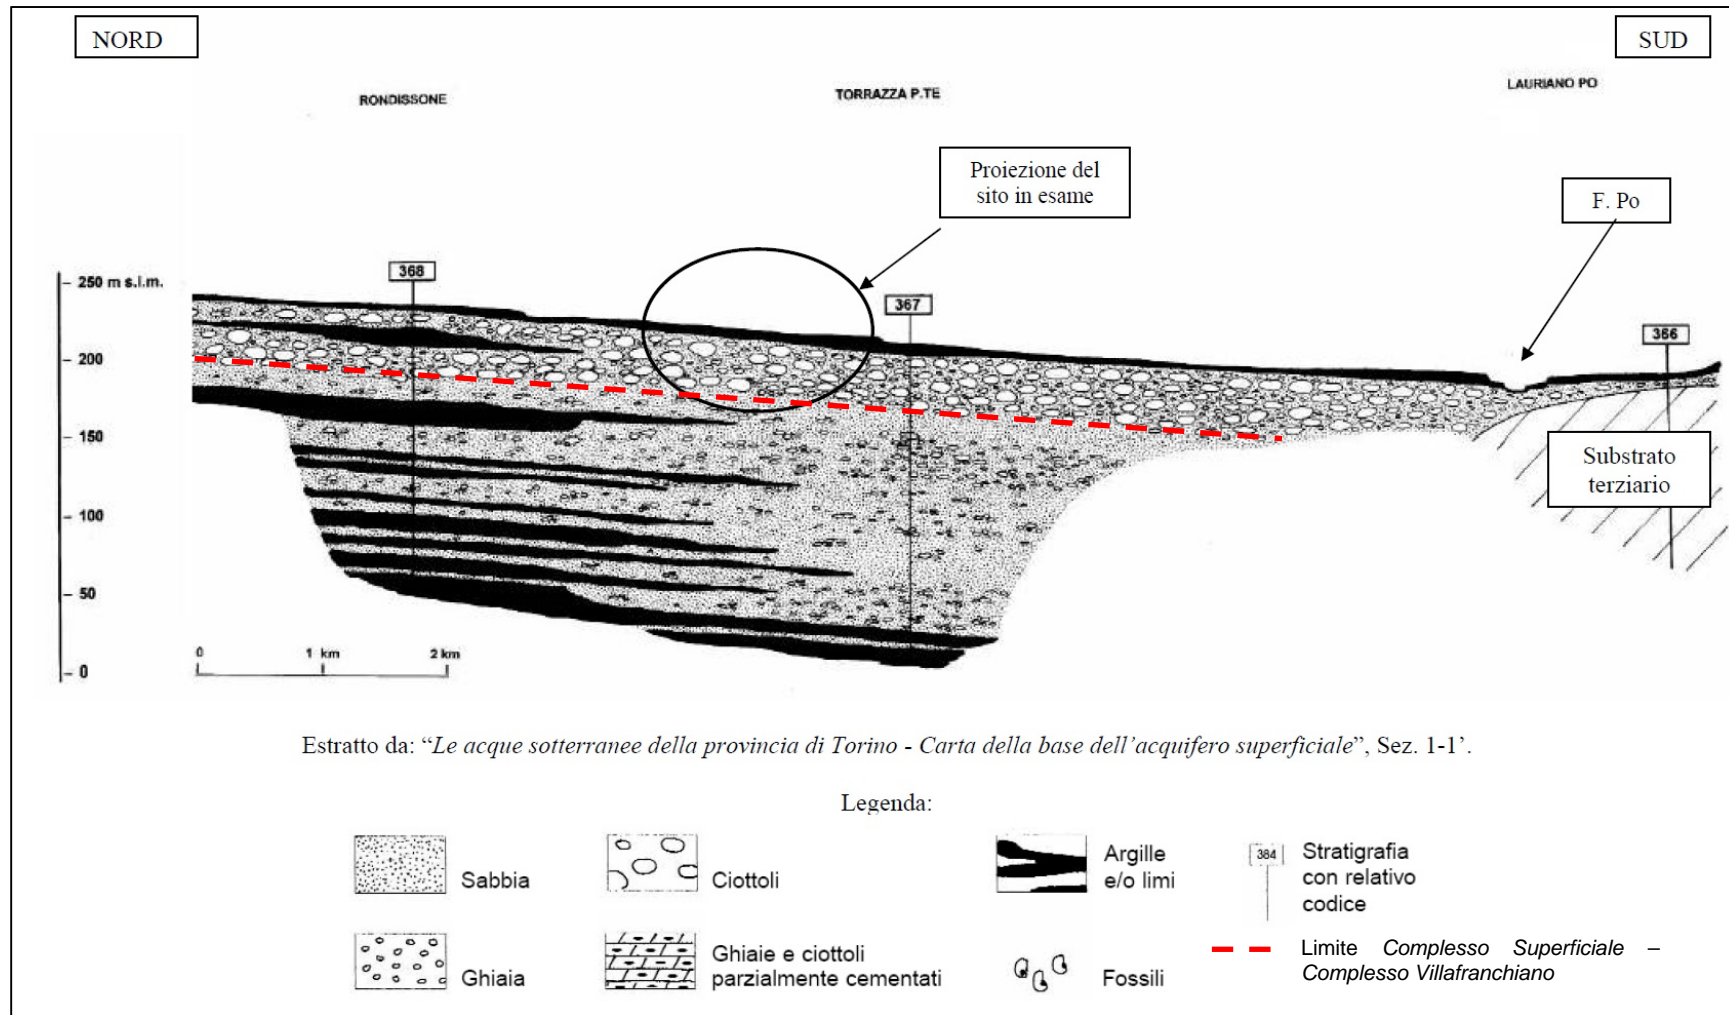 NORD
SUD
RONDISSONE
TORRAZZA P.TE
LAURIANO PO
Proiezione del
sito in esame
F. Po
250 m s.l.m.
368
367
366
200
150
Substrato
terziario
100
50
0
0 1 km 2 km
Estratto da: “Le acque sotterranee della provincia di Torino - Carta della base dell’acquifero superficiale”, Sez. 1-1’.
Legenda:
Sabbia
Ciottoli
Argille
e/o limi
384
Stratigrafia
con relativo
codice
Ghiaia
Ghiaie e ciottoli
parzialmente cementati
Fossili
Limite Complesso Superficiale –
Complesso Villafranchiano